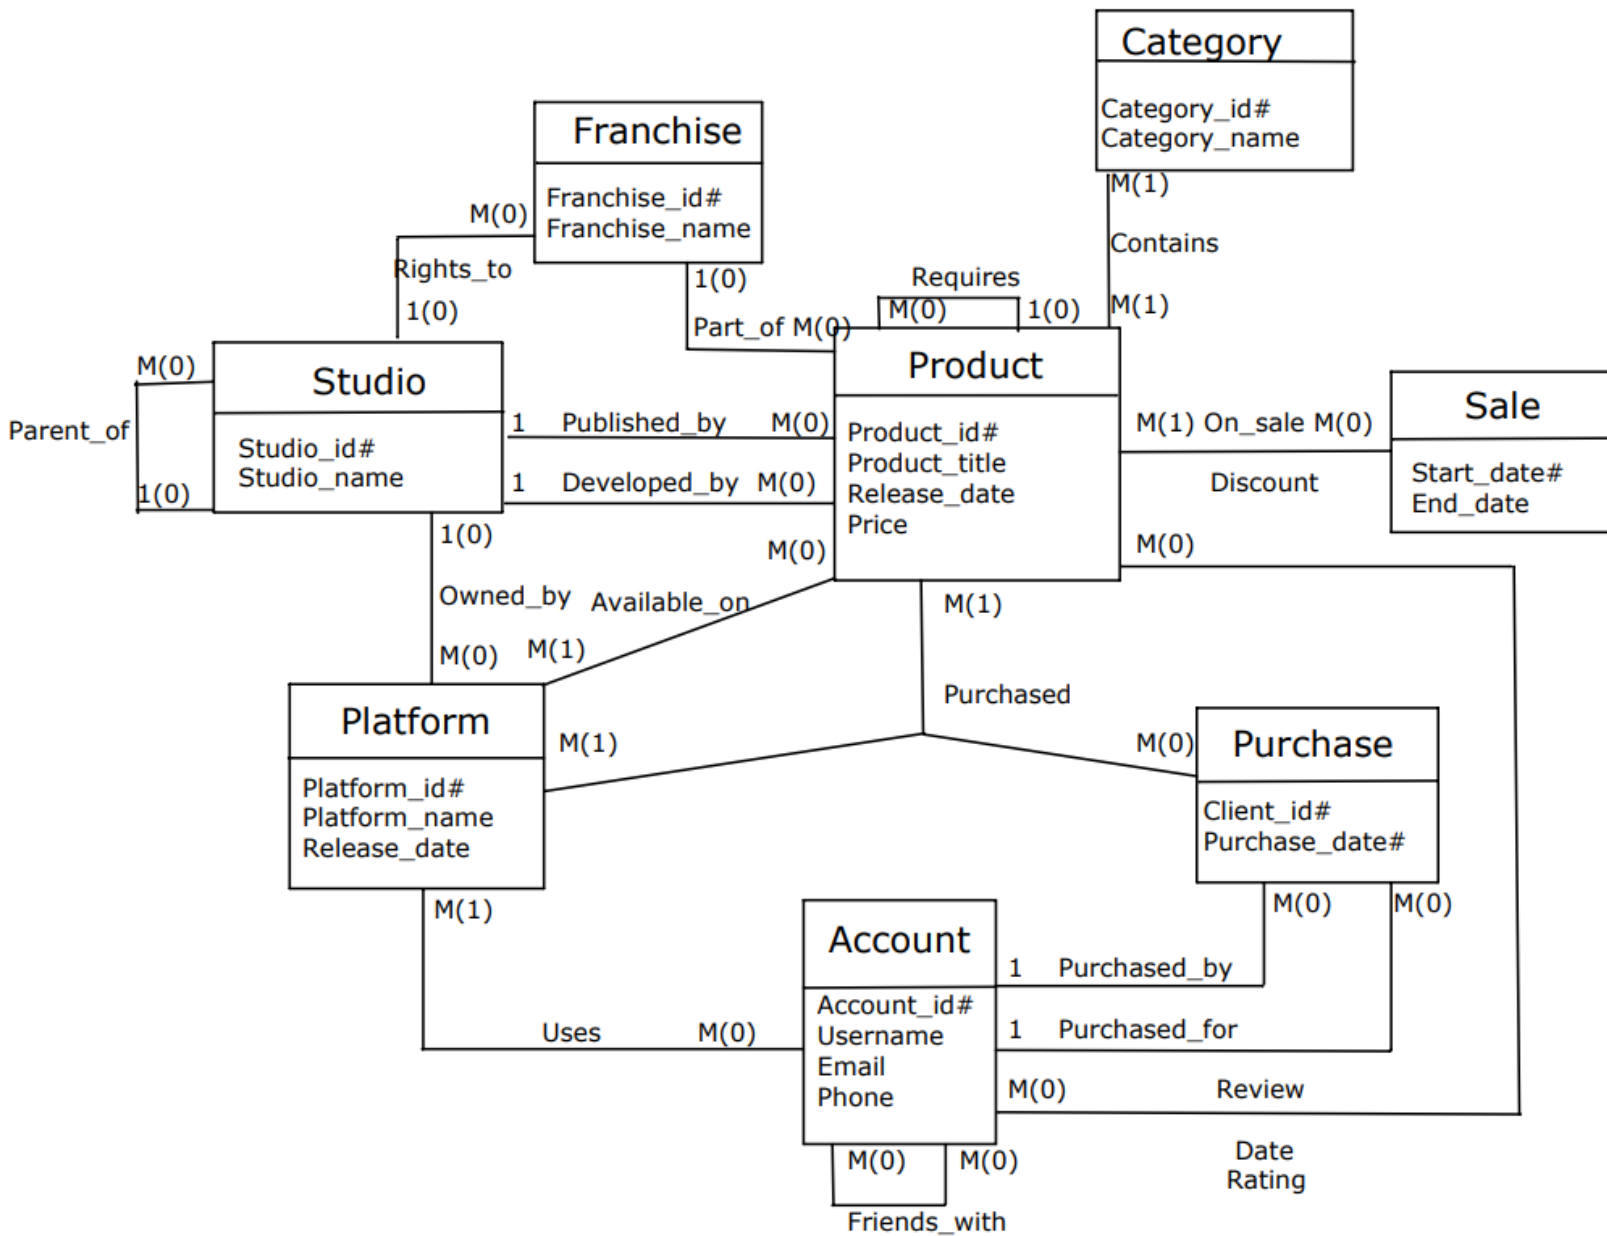 Category
Category_id#
Category_name
M(1)
Contains
M(1)
Franchise
Franchise_id#
Franchise_name
M(0)
Rights_to
1(0)
1(0)
Part_of M(0)
Requires
M(0) 1(0)
Product
Product_id#
Product_title
Release_date
Price
Studio
Studio_id#
Studio_name
M(0)
Parent_of
1(0)
1 Published_by M(0)
1 Developed_by M(0)
M(1) On_sale M(0)
Discount
Sale
Start_date#
End_date
1(0)
Owned_by
M(0)
M(0)
Available_on
M(1)
M(0)
M(1)
Purchased
M(1)
M(0)
Platform
Platform_id#
Platform_name
Release_date
Purchase
Client_id#
Purchase_date#
M(1)
Uses M(0)
M(0) M(0)
Account
Account_id#
Username
Email
Phone
1 Purchased_by
1 Purchased_for
M(0) Review
Date
Rating
M(0) M(0)
Friends_with